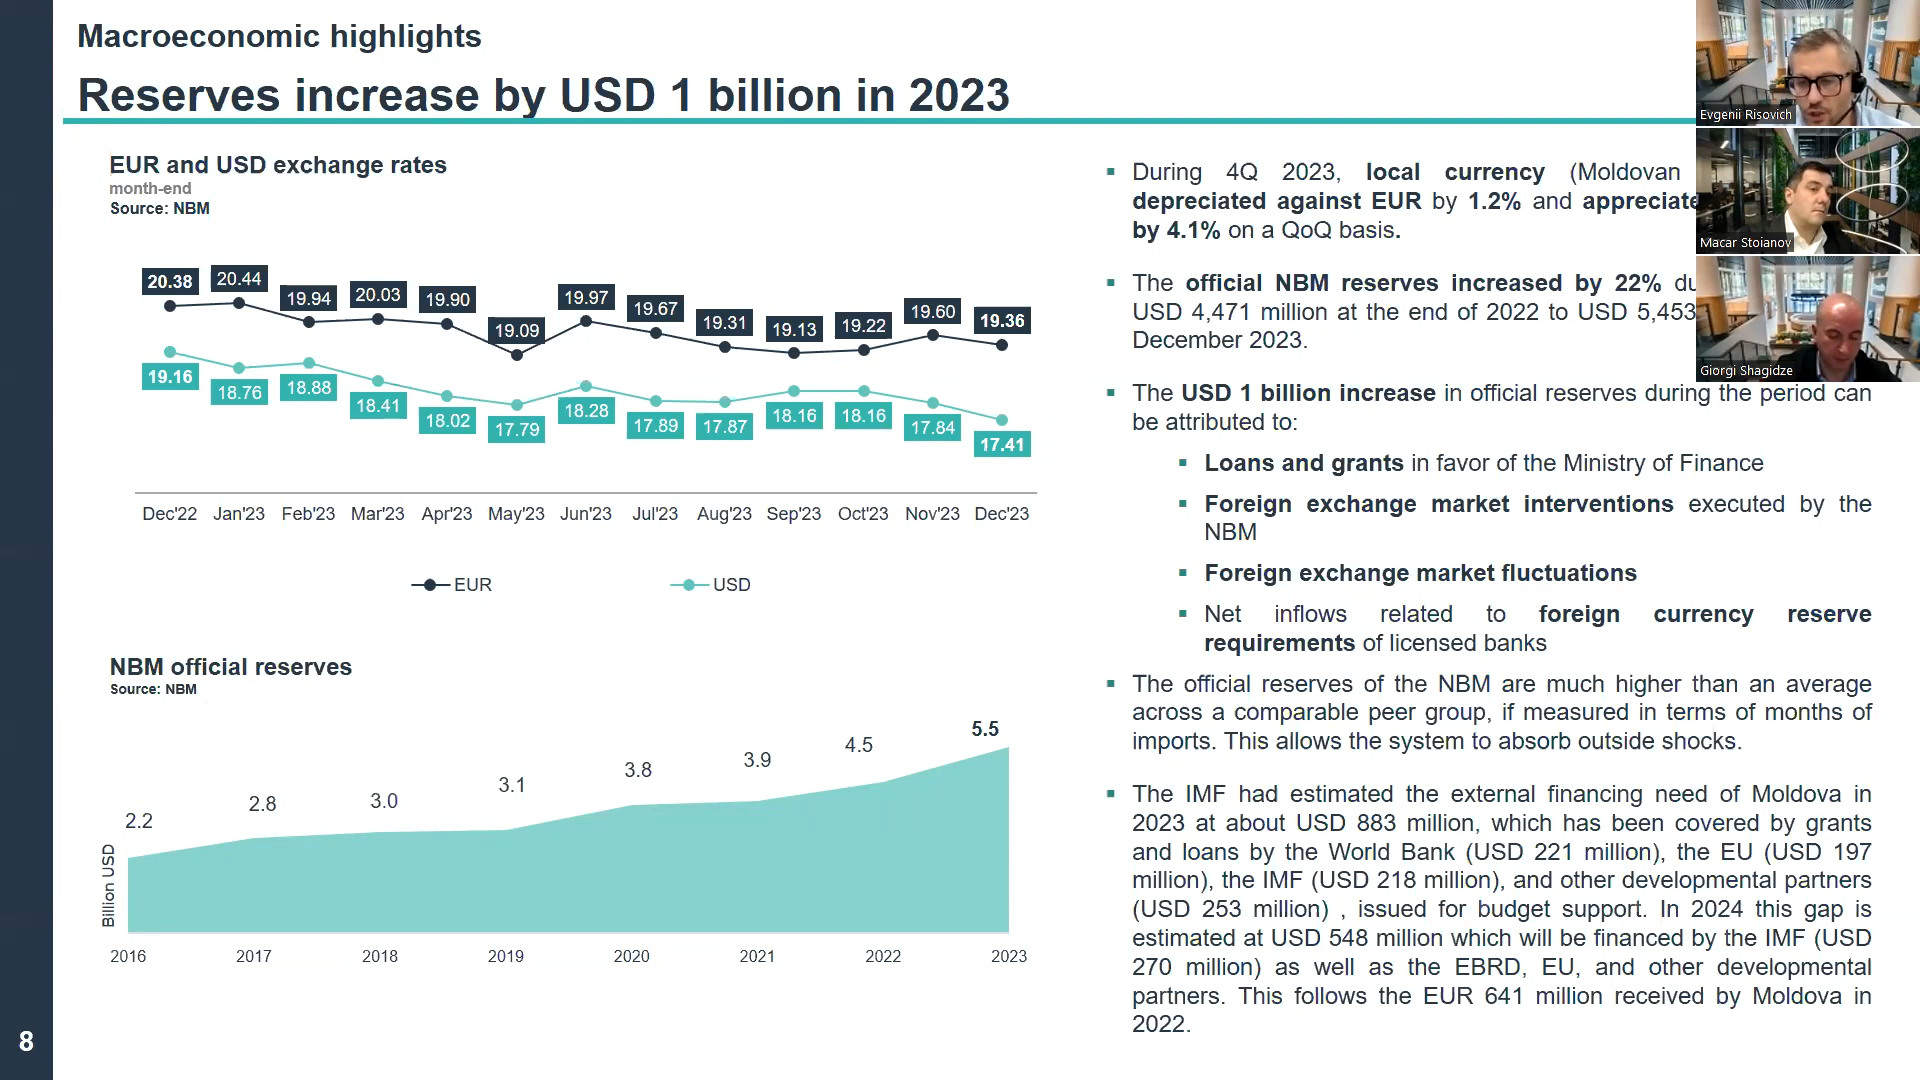 Macroeconomic highlights
Reserves increase by USD 1 billion in 2023
EUR and USD exchange rates
month-end
Source: NBM
20.38 20.44 19.94 20.03 19.90 19.09 19.97 19.67 19.31 19.13 19.22 19.60 19.36
19.16 18.76 18.88 18.41 18.02 17.79 18.28 17.89 17.87 18.16 18.16 17.84 17.41
Dec'22 Jan'23 Feb'23 Mar'23 Apr'23 May'23 Jun'23 Jul'23 Aug'23 Sep'23 Oct'23 Nov'23 Dec'23
EUR USD
NBM official reserves
Source: NBM
2.2 2.8 3.0 3.1 3.8 3.9 4.5 5.5
Billion USD
2016 2017 2018 2019 2020 2021 2022 2023
8
▪ During 4Q 2023, local currency (Moldovan
depreciated against EUR by 1.2% and
by 4.1% on a QoQ basis.
▪ The official NBM reserves increased by 22%
USD 4,471 million at the end of 2022 to USD 5,453
December 2023.
▪ The USD 1 billion increase in official reserves during the period can
be attributed to:
▪ Loans and grants in favor of the Ministry of Finance
▪ Foreign exchange market interventions executed by the
NBM
▪ Foreign exchange market fluctuations
▪ Net inflows related to foreign currency reserve
requirements of licensed banks
▪ The official reserves of the NBM are much higher than an average
across a comparable peer group, if measured in terms of months of
imports. This allows the system to absorb outside shocks.
▪ The IMF had estimated the external financing need of Moldova in
2023 at about USD 883 million, which has been covered by grants
and loans by the World Bank (USD 221 million), the EU (USD 197
million), the IMF (USD 218 million), and other developmental partners
(USD 253 million) , issued for budget support. In 2024 this gap is
estimated at USD 548 million which will be financed by the IMF (USD
270 million) as well as the EBRD, EU, and other developmental
partners. This follows the EUR 641 million received by Moldova in
2022.
Evgenii Risovich
Macar Stoianov
Giorgi Shagidze